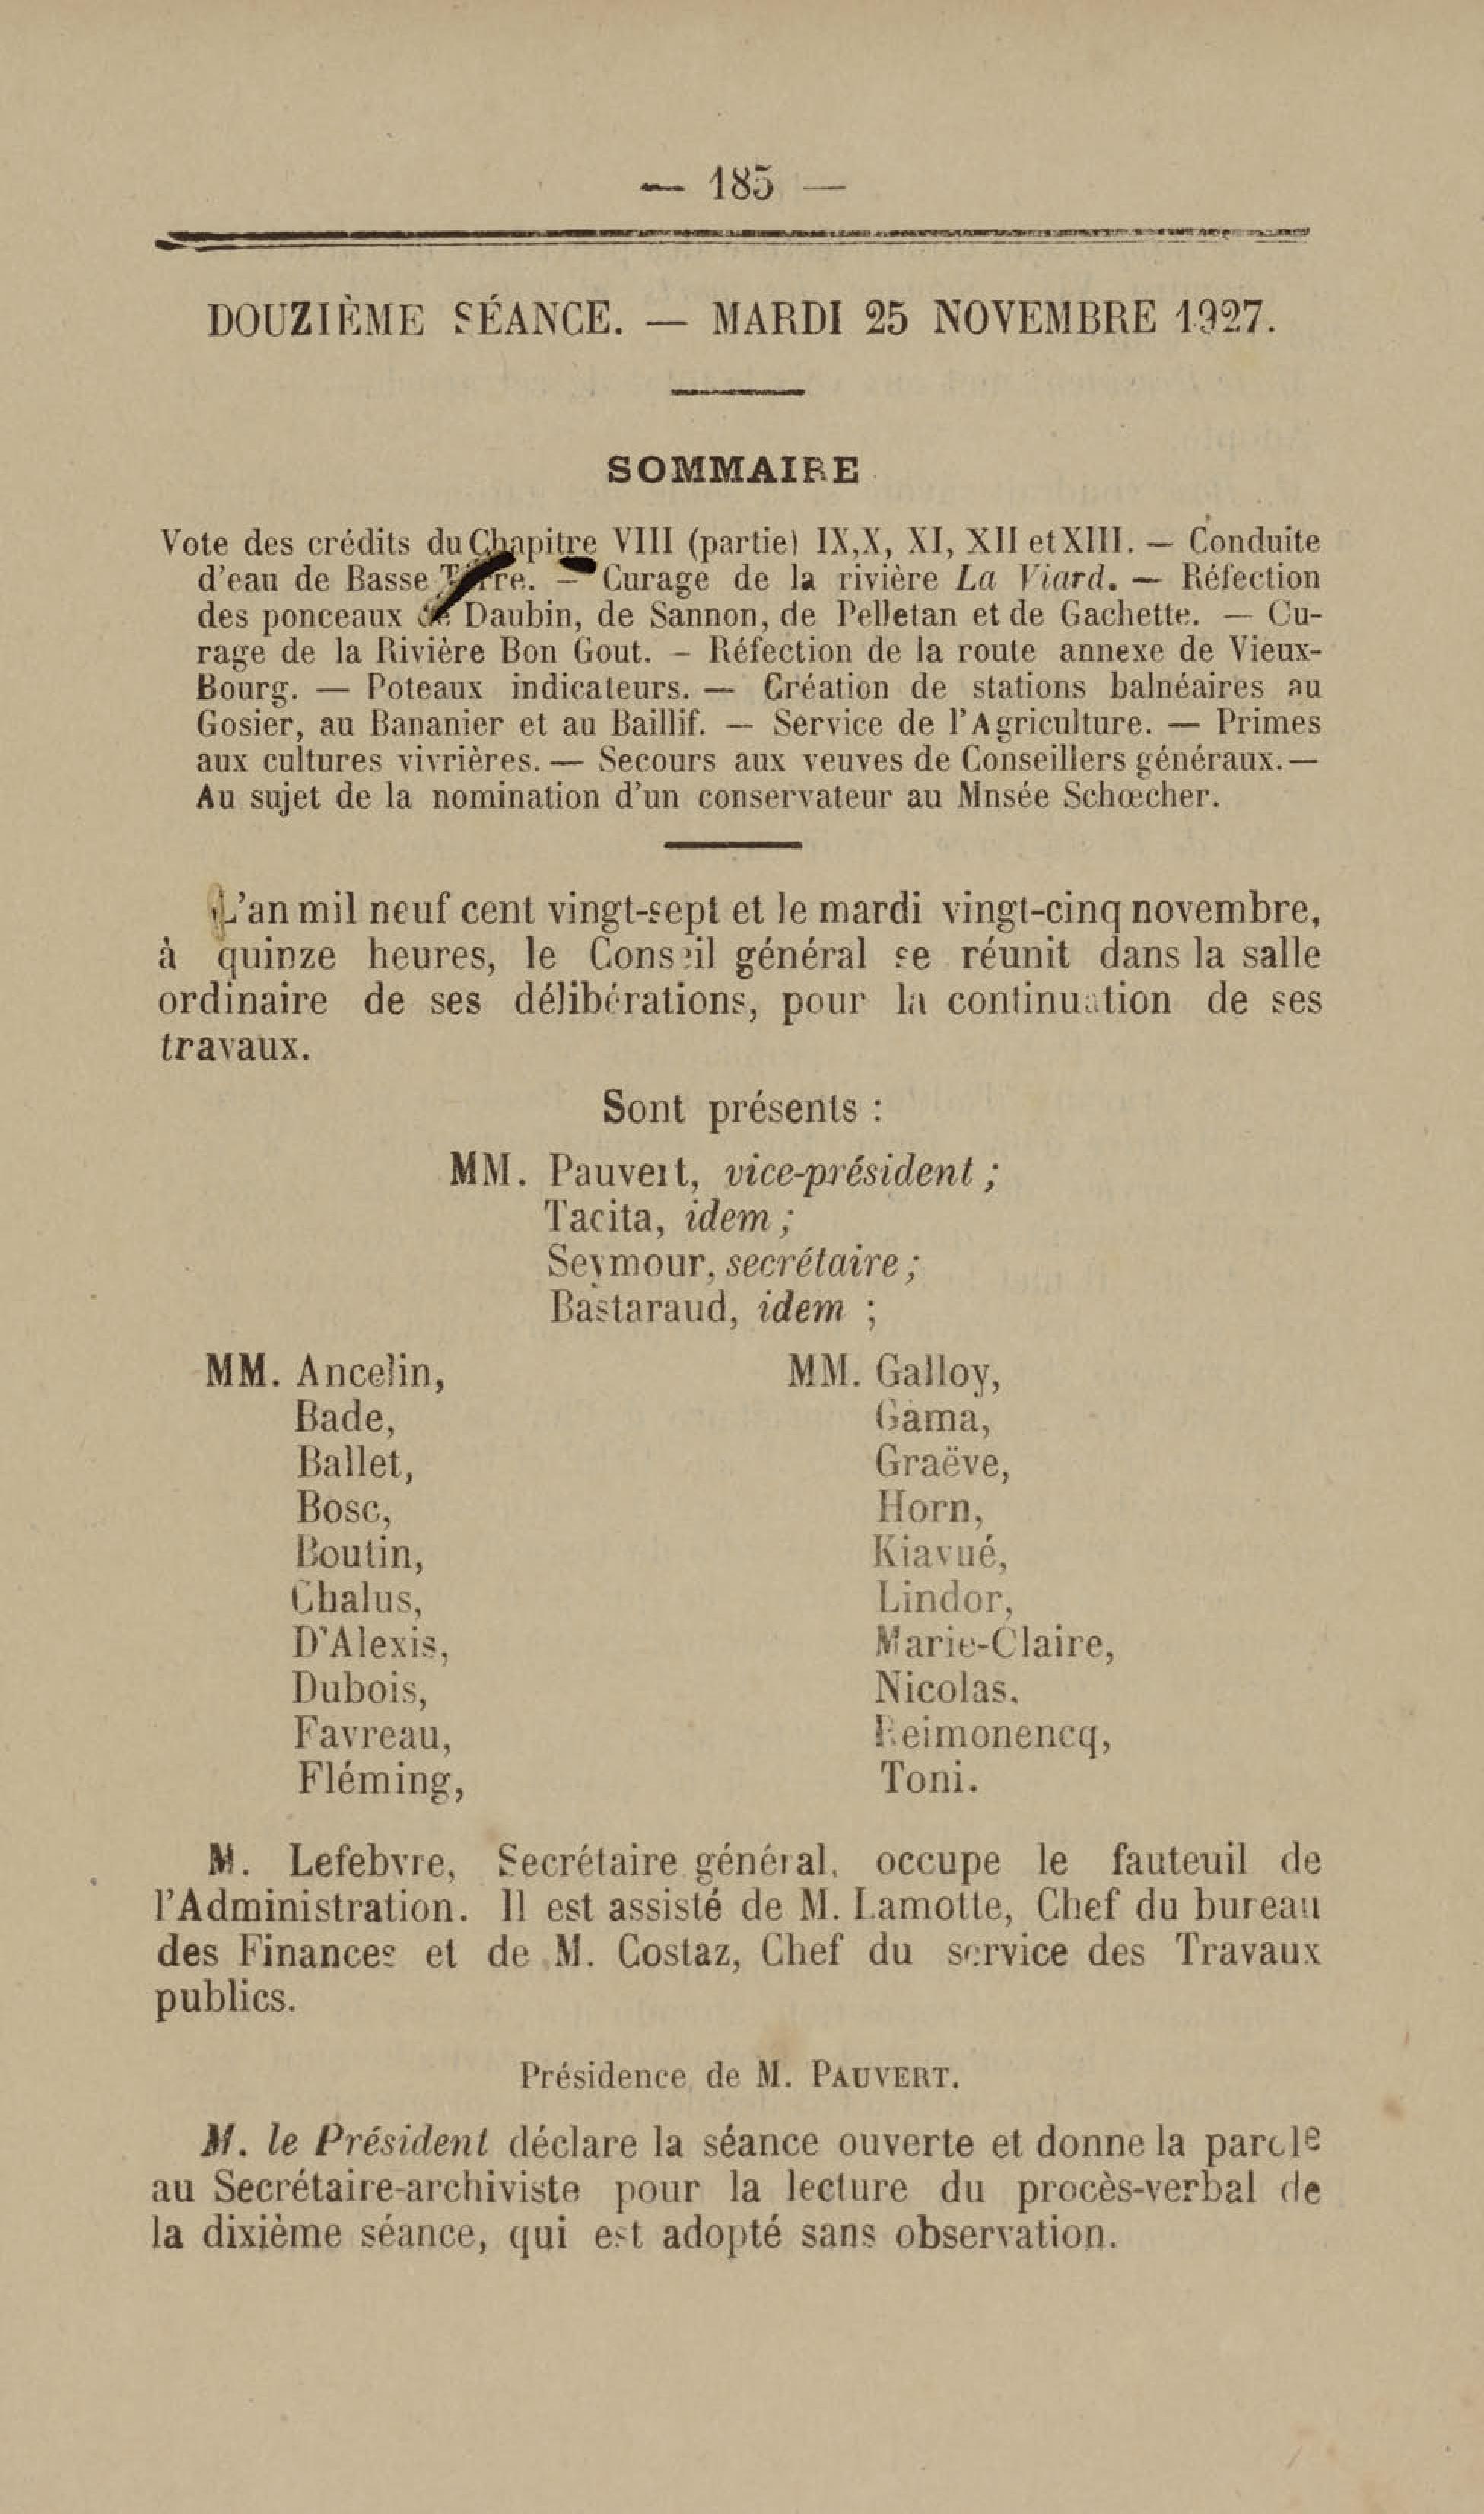 — 185 —
DOUZIÈME SÉANCE. — MARDI 25 NOVEMBRE 1927.
SOMMAIRE
Vote des crédits du Chapitre VIII (partie) IX,X, XI, XII et XIII. — Conduite
d'eau de Basse Terre. — Curage de la rivière La Viard. — Réfection
des ponceaux de Daubin, de Sannon, de Pelletan et de Gachette. — Cu-
rage de la Rivière Bon Gout. — Réfection de la route annexe de Vieux-
Bourg. — Poteaux indicateurs. — Création de stations balnéaires au
Gosier, au Bananier et au Baillif. — Service de l'Agriculture. — Primes
aux cultures vivrières. — Secours aux veuves de Conseillers généraux. —
Au sujet de la nomination d'un conservateur au Mnsée Schœcher.
L'an mil neuf cent vingt-sept et le mardi vingt-cinq novembre,
à quinze heures, le Conseil général se réunit dans la salle
ordinaire de ses délibérations, pour la continuation de ses
travaux.
Sont présents :
MM. Pauvert, vice-président ;
Tacita, idem ;
Seymour, secrétaire ;
Bastaraud, idem ;
MM. Ancelin,
Bade,
Ballet,
Bosc,
Boutin,
Chalus,
D'Alexis,
Dubois,
Favreau,
Fléming,
MM. Galloy,
Gama,
Graëve,
Horn,
Kiavué,
Lindor,
Marie-Claire,
Nicolas,
Reimonencq,
Toni.
M. Lefebvre, Secrétaire général, occupe le fauteuil de
l'Administration. Il est assisté de M. Lamotte, Chef du bureau
des Finances et de M. Costaz, Chef du service des Travaux
publics.
Présidence de M. PAUVERT.
M. le Président déclare la séance ouverte et donne la parole
au Secrétaire-archiviste pour la lecture du procès-verbal de
la dixième séance, qui est adopté sans observation.